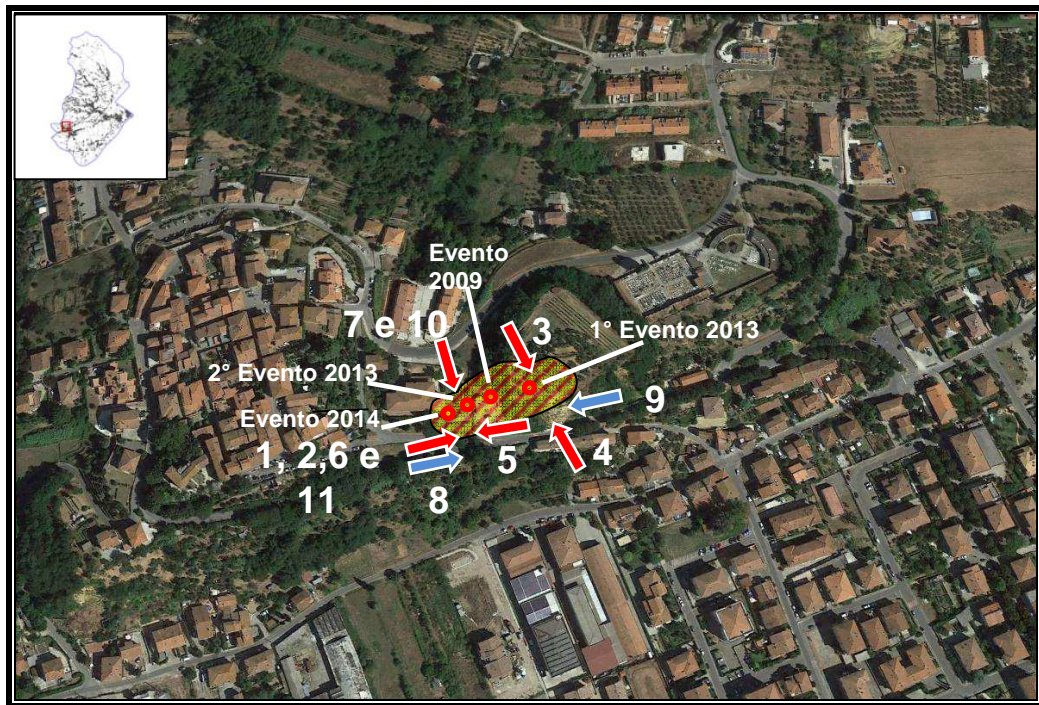 Evento
2009
7 e 10
3
1° Evento 2013
2° Evento 2013
9
Evento 2014
1, 2,6 e
11
5
4
8